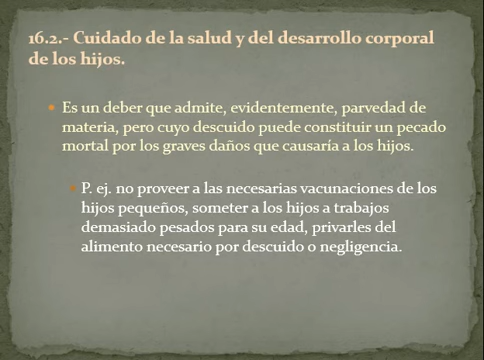 16.2.- Cuidado de la salud y del desarrollo corporal
de los hijos.
Es un deber que admite, evidentemente, parvedad de
materia, pero cuyo descuido puede constituir un pecado
mortal por los graves daños que causaría a los hijos.
P. ej. no proveer a las necesarias vacunaciones de los
hijos pequeños, someter a los hijos a trabajos
demasiado pesados para su edad, privarles del
alimento necesario por descuido o negligencia.